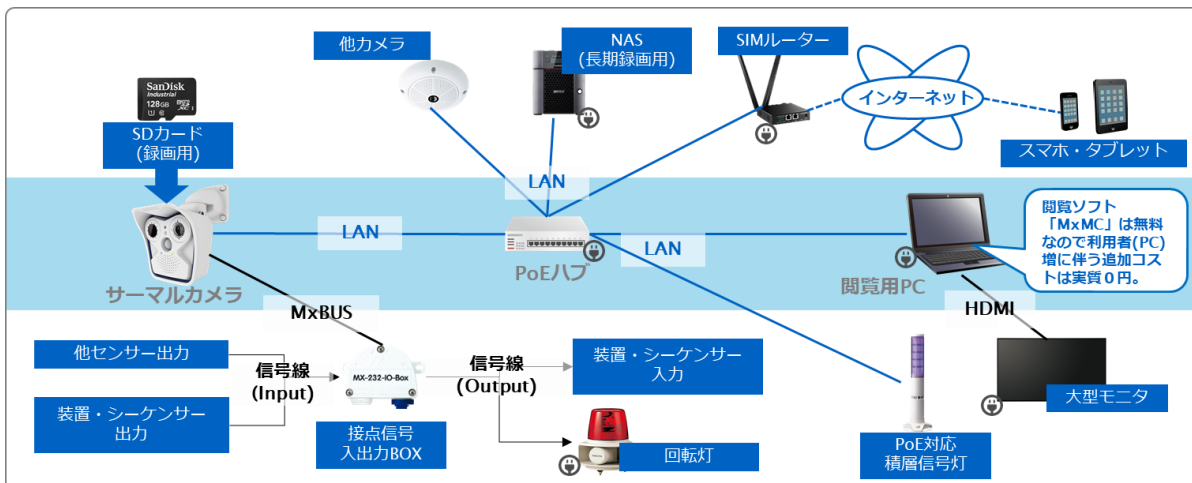 他カメラ
NAS
(長期録画用)
SIMルーター
SanDisk
Industrial
128GB
インターネット
SDカード
(録画用)
スマホ・タブレット
LAN
LAN
LAN
PoEハブ
サーマルカメラ
閲覧用PC
閲覧ソフト
「MxMC」は無料
なので利用者(PC)
増に伴う追加コス
トは実質０円。
MxBUS
HDMI
他センサー出力
信号線
(Input)
MX-232-IO-Box
信号線
(Output)
装置・シーケンサー
入力
装置・シーケンサー
出力
接点信号
入出力BOX
回転灯
PoE対応
積層信号灯
大型モニタ